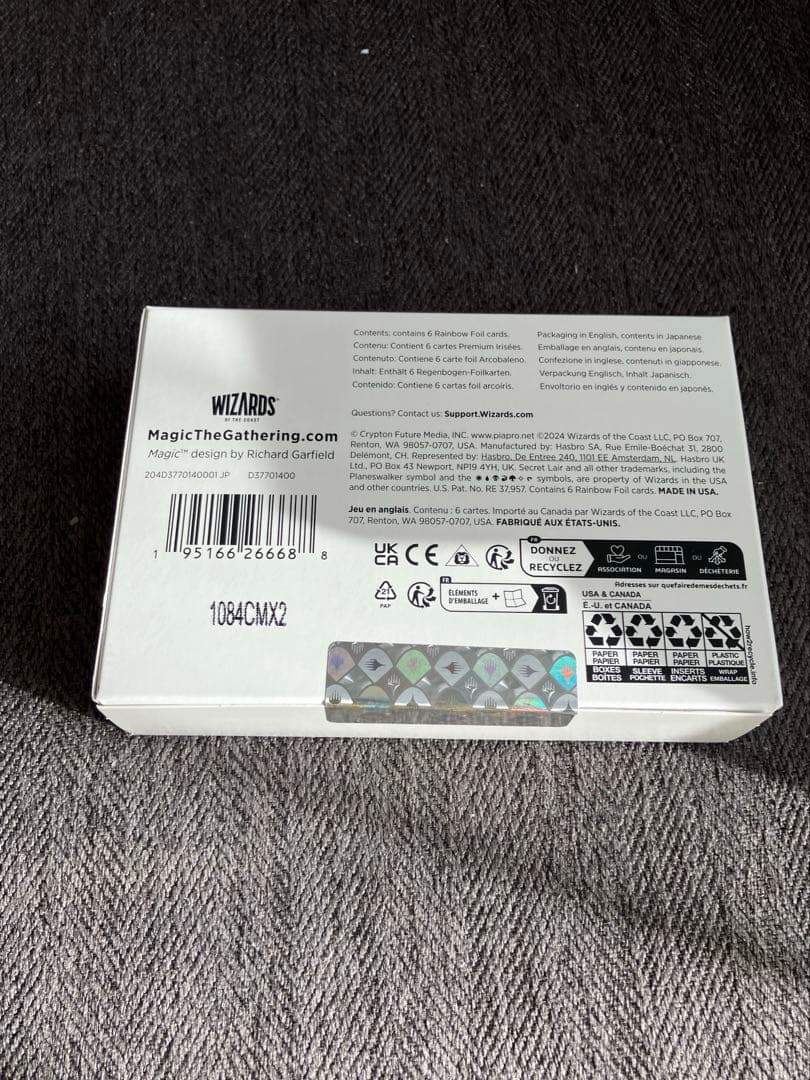 WIZARDS
OF THE COAST
MagicTheGathering.com
Magic™ design by Richard Garfield
204D3770140001 JP D37701400
1 95166 26668 8
1084CMX2
Contents: contains 6 Rainbow Foil cards.
Contenu: Contient 6 cartes Premium Irisées.
Contenuto: Contiene 6 carte foil Arcobaleno.
Inhalt: Enthält 6 Regenbogen-Foilkarten.
Contenido: Contiene 6 cartas foil arcoíris.
Packaging in English, contents in Japanese
Emballage en anglais, contenu en japonais.
Confezione in inglese, contenuti in giapponese.
Verpackung Englisch, Inhalt Japanisch.
Envoltorio en inglés y contenido en japonés.
Questions? Contact us: Support.Wizards.com
© Crypton Future Media, INC. www.piapro.net ©2024 Wizards of the Coast LLC, PO Box 707,
Renton, WA 98057-0707, USA. Manufactured by: Hasbro SA, Rue Emile-Boéchat 31, 2800
Delémont, CH. Represented by: Hasbro, De Entree 240, 1101 EE Amsterdam, NL. Hasbro UK
Ltd., PO Box 43 Newport, NP19 4YH, UK. Secret Lair and all other trademarks, including the
Planeswalker symbol and the symbols, are property of Wizards in the USA
and other countries. U.S. Pat. No. RE 37,957. Contains 6 Rainbow Foil cards. MADE IN USA.
Jeu en anglais. Contenu : 6 cartes. Importé au Canada par Wizards of the Coast LLC, PO Box
707, Renton, WA 98057-0707, USA. FABRIQUÉ AUX ÉTATS-UNIS.
UK
CA
CE
FR
DONNEZ
OU
RECYCLEZ
ASSOCIATION
OU
MAGASIN
OU
DÉCHÈTERIE
Adresses sur quefairedemesdechets.fr
21
PAP
FR
ÉLÉMENTS
D'EMBALLAGE
+
USA & CANADA
É.-U. et CANADA
PAPER
PAPIER
BOXES
BOÎTES
PAPER
PAPIER
SLEEVE
POCHETTE
PAPER
PAPIER
INSERTS
ENCARTS
PLASTIC
PLASTIQUE
WRAP
EMBALLAGE
how2recycle.info